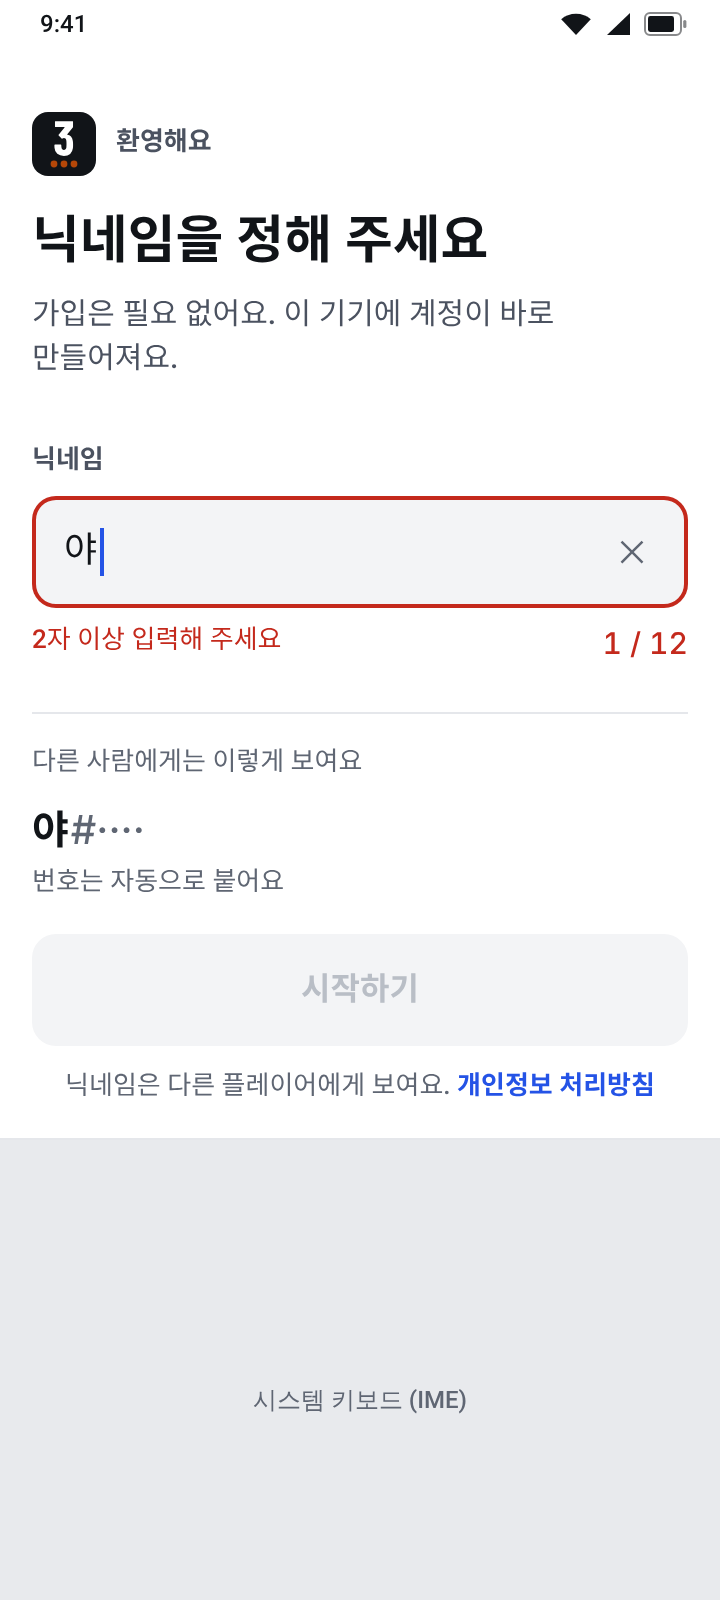 9:41
3
환영해요
닉네임을 정해 주세요
가입은 필요 없어요. 이 기기에 계정이 바로
만들어져요.
닉네임
야
2자 이상 입력해 주세요
1 / 12
다른 사람에게는 이렇게 보여요
야#····
번호는 자동으로 붙어요
시작하기
닉네임은 다른 플레이어에게 보여요. 개인정보 처리방침
시스템 키보드 (IME)